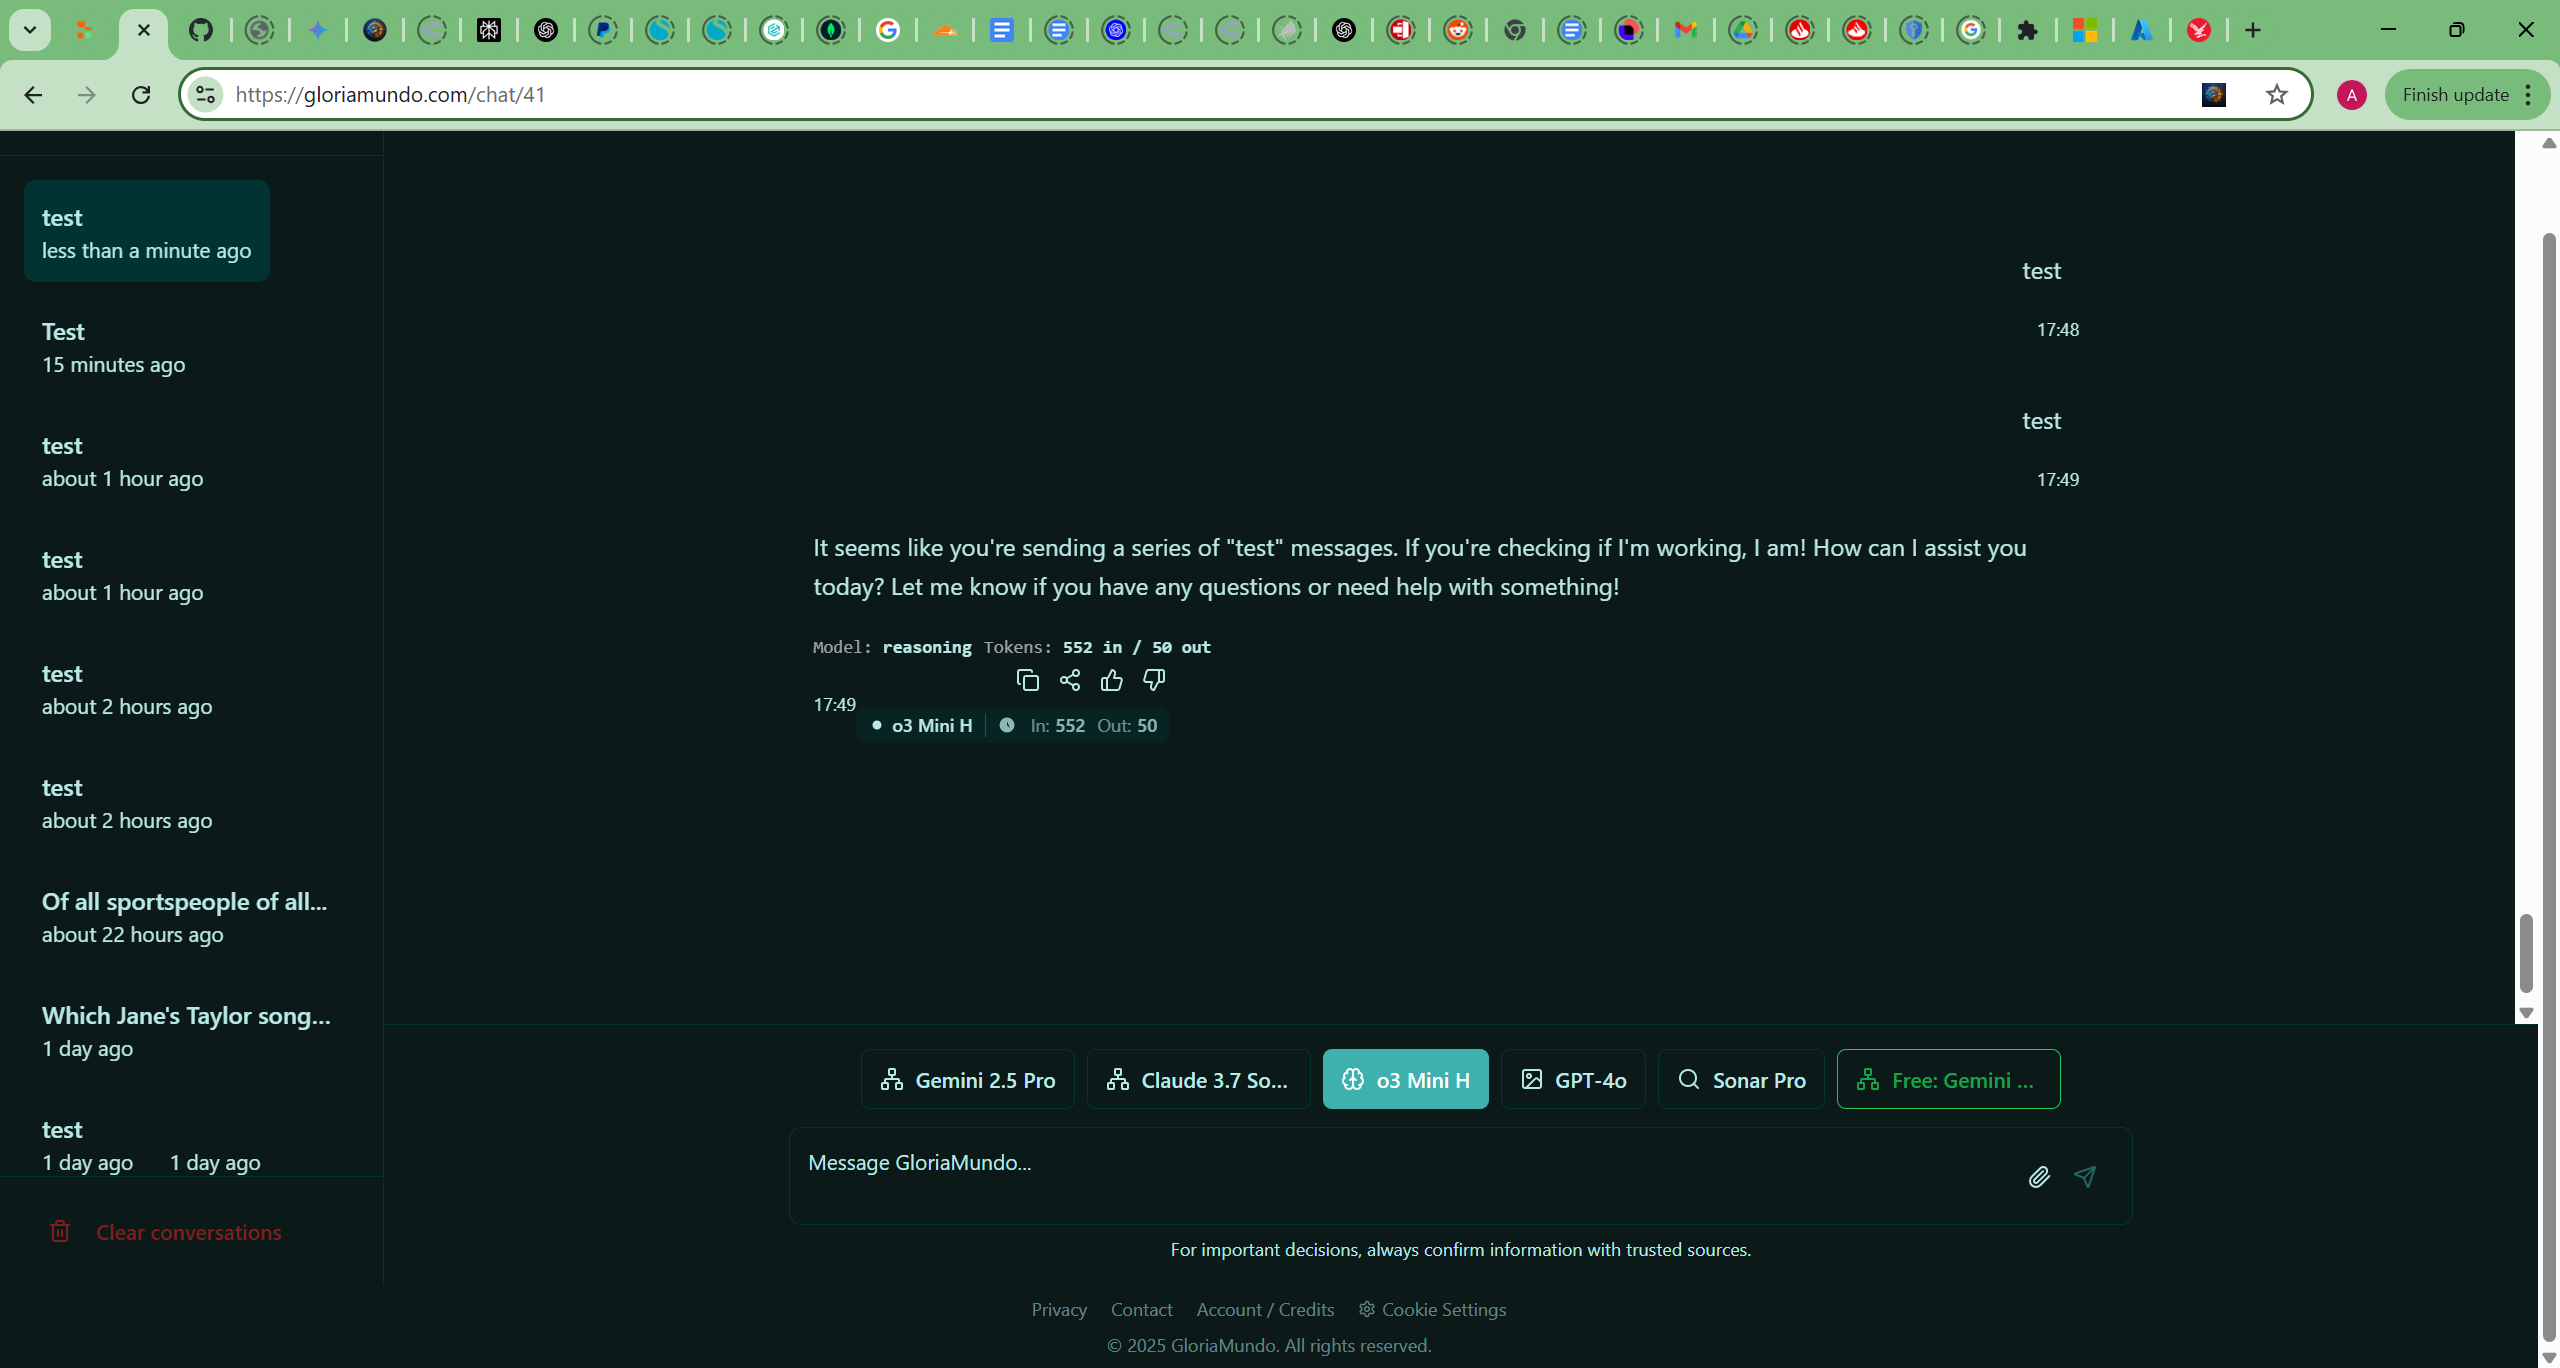 https://gloriamundo.com/chat/41
A
Finish update
test
less than a minute ago
Test
15 minutes ago
test
about 1 hour ago
test
about 1 hour ago
test
about 2 hours ago
test
about 2 hours ago
Of all sportspeople of all...
about 22 hours ago
Which Jane's Taylor song...
1 day ago
test
1 day ago 1 day ago
Clear conversations
test
17:48
test
17:49
It seems like you're sending a series of "test" messages. If you're checking if I'm working, I am! How can I assist you
today? Let me know if you have any questions or need help with something!
Model: reasoning Tokens: 552 in / 50 out
17:49
o3 Mini H In: 552 Out: 50
Gemini 2.5 Pro Claude 3.7 So... o3 Mini H GPT-4o Sonar Pro Free: Gemini ...
Message GloriaMundo...
For important decisions, always confirm information with trusted sources.
Privacy Contact Account / Credits Cookie Settings
© 2025 GloriaMundo. All rights reserved.